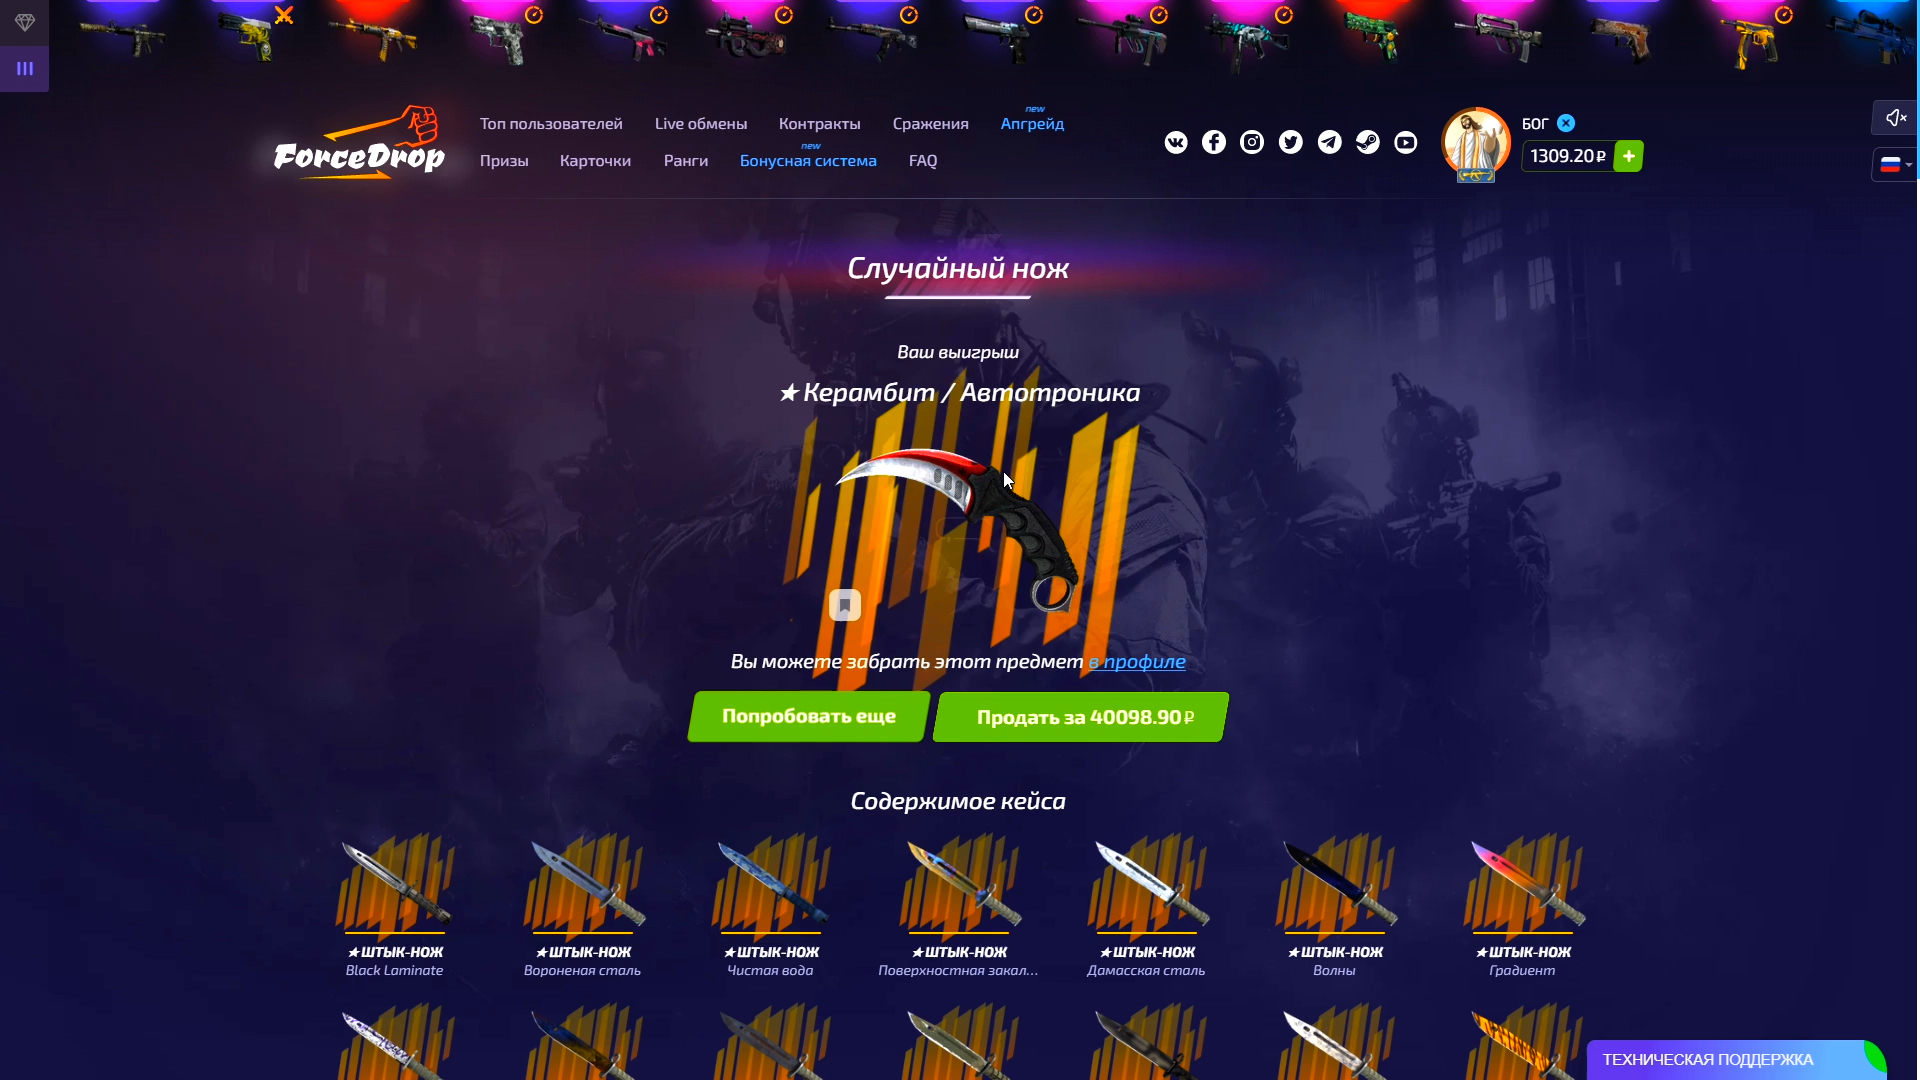 ForceDrop
Топ пользователей
Live обмены
Контракты
Сражения
new
Апгрейд
Призы
Карточки
Ранги
new
Бонусная система
FAQ
БОГ
1309.20₽
Случайный нож
Ваш выигрыш
★ Керамбит / Автотроника
Вы можете забрать этот предмет в профиле
Попробовать еще
Продать за 40098.90₽
Содержимое кейса
★ ШТЫК-НОЖ
Black Laminate
★ ШТЫК-НОЖ
Вороненая сталь
★ ШТЫК-НОЖ
Чистая вода
★ ШТЫК-НОЖ
Поверхностная закал...
★ ШТЫК-НОЖ
Дамасская сталь
★ ШТЫК-НОЖ
Волны
★ ШТЫК-НОЖ
Градиент
ТЕХНИЧЕСКАЯ ПОДДЕРЖКА